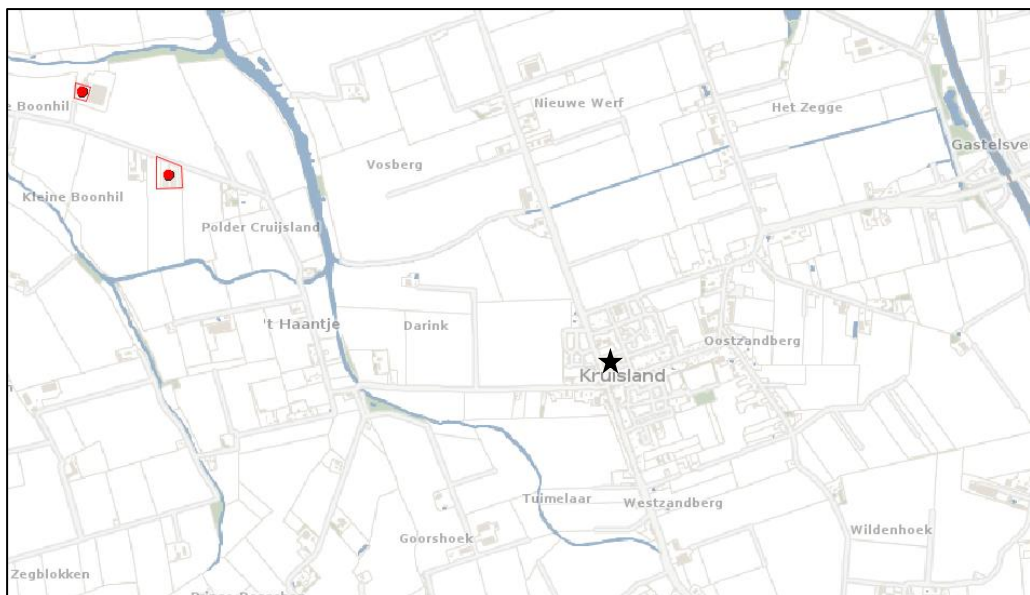 Nieuwe Werf
Het Zegge
e Boonhil
Gastelsve
Vosberg
Kleine Boonhil
Polder Cruijsland
't Haantje
Darink
Oostzandberg
Kruisland
Tuimelaar
Westzandberg
Wildenhoek
Goorshoek
Zegblokken